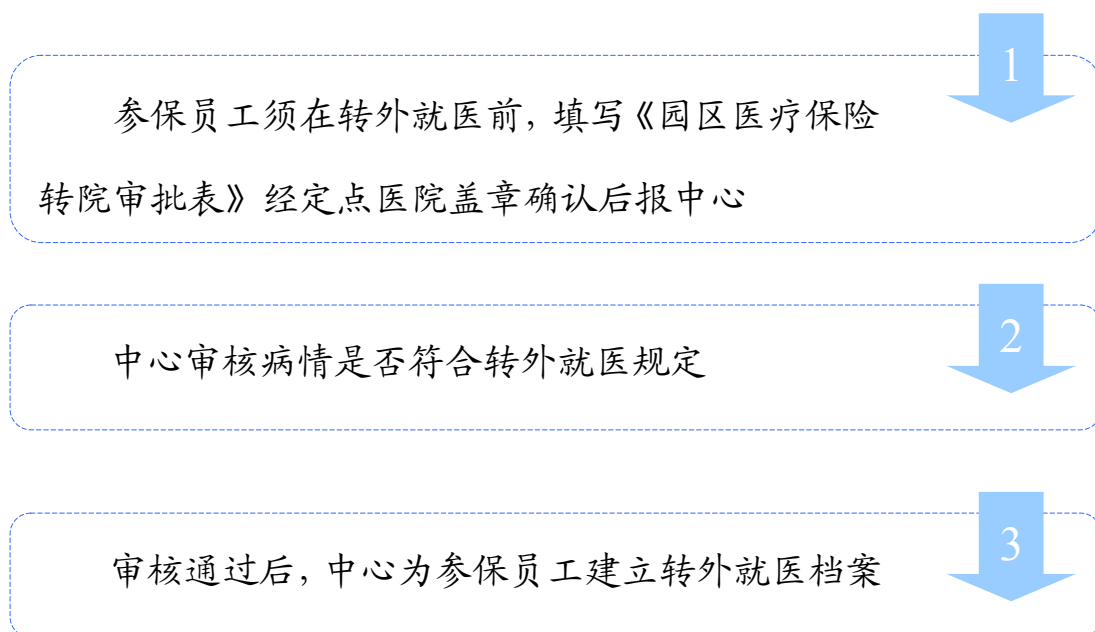 1
参保员工须在转外就医前，填写《园区医疗保险
转院审批表》经定点医院盖章确认后报中心
2
中心审核病情是否符合转外就医规定
3
审核通过后，中心为参保员工建立转外就医档案